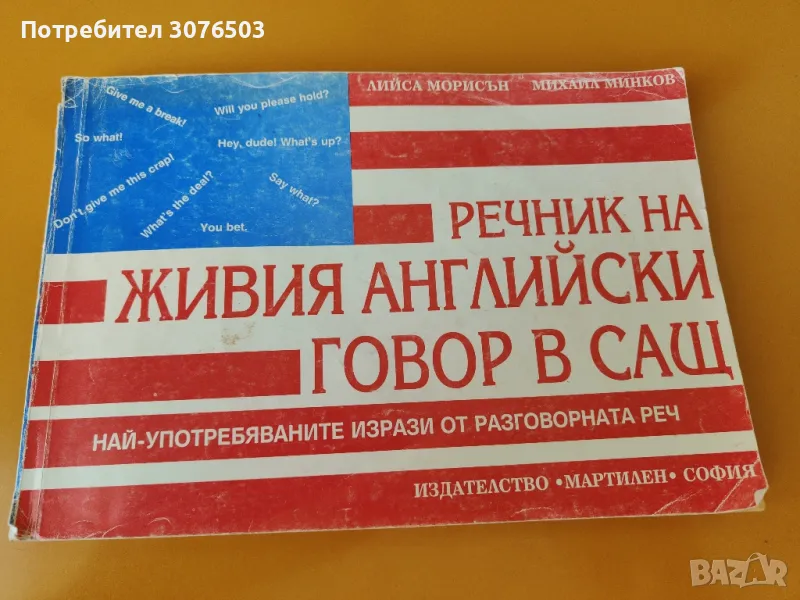 Потребител 3076503
ЛИЙСА МОРИСЪН МИХАИЛ МИНКОВ
Give me a break!
Will you please hold?
So what!
Hey, dude! What's up?
Don't give me this crap!
What's the deal?
Say what?
You bet.
РЕЧНИК НА
ЖИВИЯ АНГЛИЙСКИ
ГОВОР В САЩ
НАЙ-УПОТРЕБЯВАНИТЕ ИЗРАЗИ ОТ РАЗГОВОРНАТА РЕЧ
ИЗДАТЕЛСТВО •МАРТИЛЕН• СОФИЯ
BAZAR